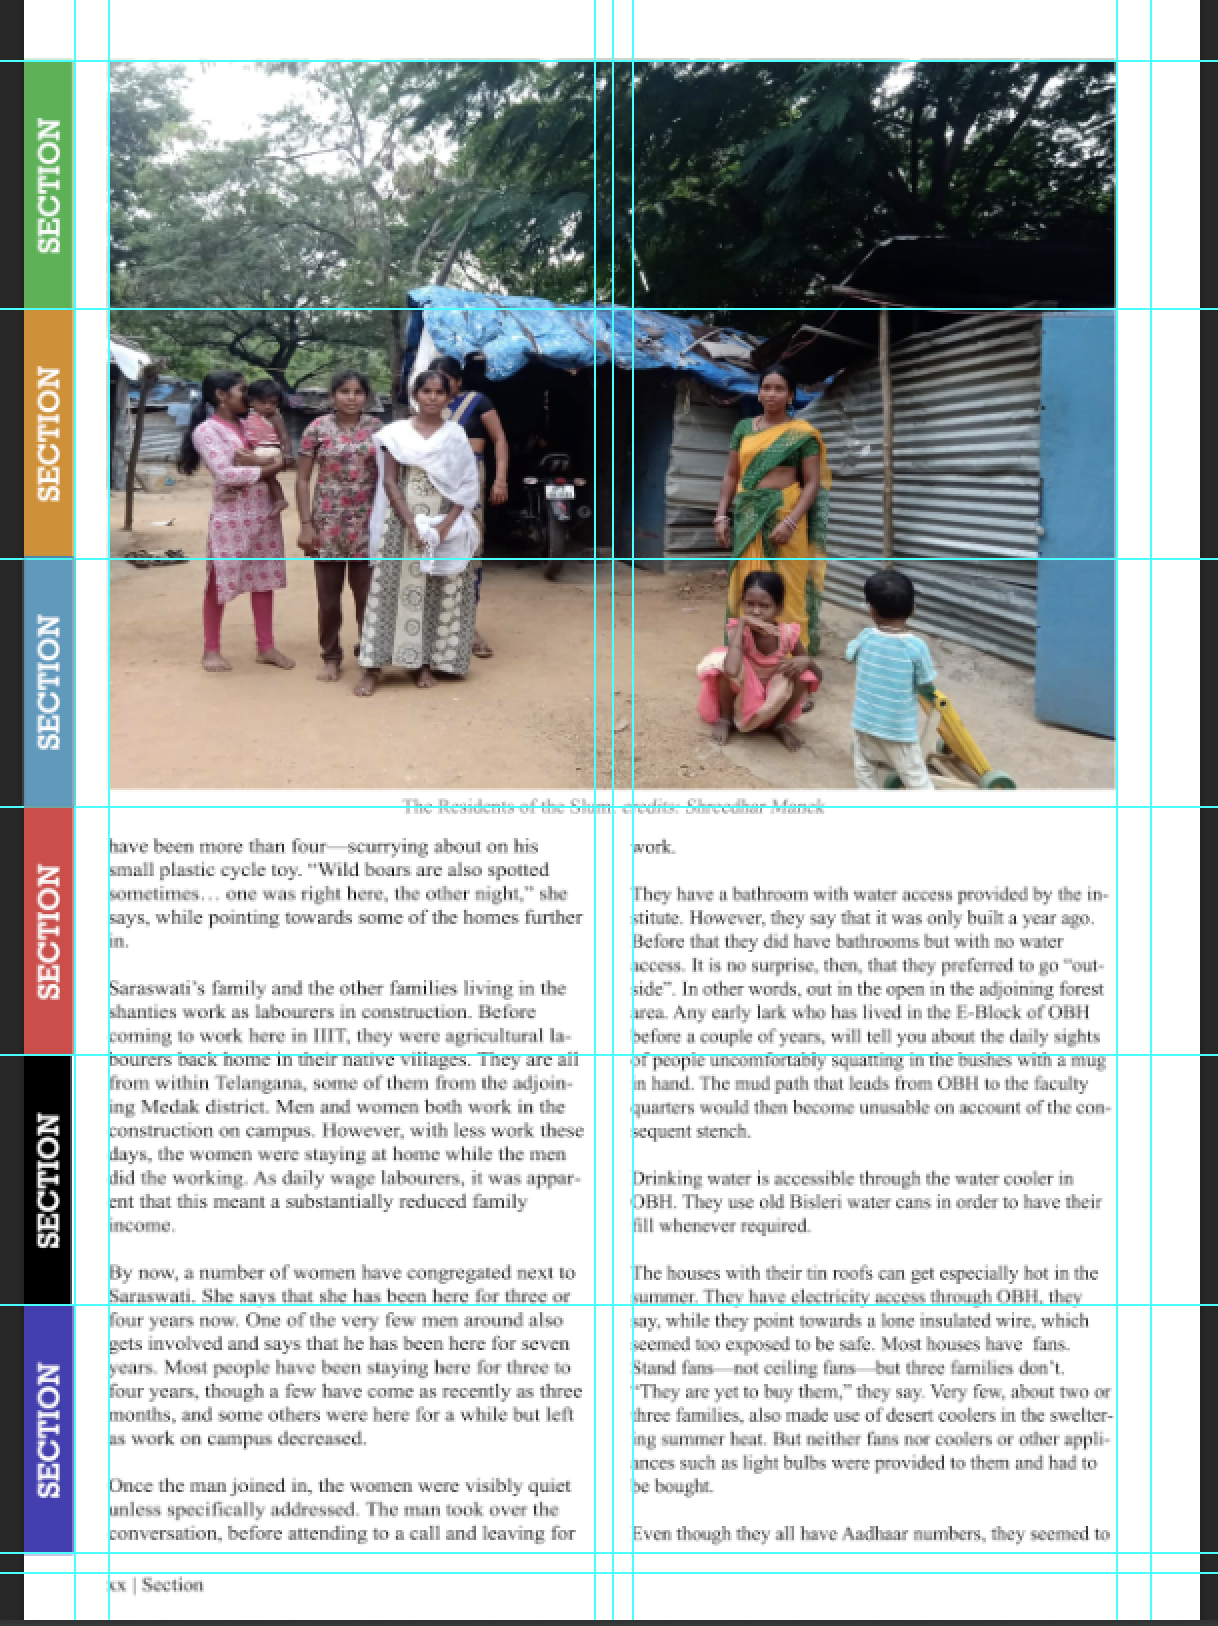 SECTION
SECTION
SECTION
SECTION
SECTION
SECTION
The Residents of the Slum. credits: Shreedhar Manek
have been more than four—scurrying about on his
small plastic cycle toy. “Wild boars are also spotted
sometimes… one was right here, the other night,” she
says, while pointing towards some of the homes further
in.
Saraswati’s family and the other families living in the
shanties work as labourers in construction. Before
coming to work here in IIIT, they were agricultural la-
bourers back home in their native villages. They are all
from within Telangana, some of them from the adjoin-
ing Medak district. Men and women both work in the
construction on campus. However, with less work these
days, the women were staying at home while the men
did the working. As daily wage labourers, it was appar-
ent that this meant a substantially reduced family
income.
By now, a number of women have congregated next to
Saraswati. She says that she has been here for three or
four years now. One of the very few men around also
gets involved and says that he has been here for seven
years. Most people have been staying here for three to
four years, though a few have come as recently as three
months, and some others were here for a while but left
as work on campus decreased.
Once the man joined in, the women were visibly quiet
unless specifically addressed. The man took over the
conversation, before attending to a call and leaving for
work.
They have a bathroom with water access provided by the in-
stitute. However, they say that it was only built a year ago.
Before that they did have bathrooms but with no water
access. It is no surprise, then, that they preferred to go “out-
side”. In other words, out in the open in the adjoining forest
area. Any early lark who has lived in the E-Block of OBH
before a couple of years, will tell you about the daily sights
of people uncomfortably squatting in the bushes with a mug
in hand. The mud path that leads from OBH to the faculty
quarters would then become unusable on account of the con-
sequent stench.
Drinking water is accessible through the water cooler in
OBH. They use old Bisleri water cans in order to have their
fill whenever required.
The houses with their tin roofs can get especially hot in the
summer. They have electricity access through OBH, they
say, while they point towards a lone insulated wire, which
seemed too exposed to be safe. Most houses have  fans.
Stand fans—not ceiling fans—but three families don’t.
“They are yet to buy them,” they say. Very few, about two or
three families, also made use of desert coolers in the swelter-
ing summer heat. But neither fans nor coolers or other appli-
ances such as light bulbs were provided to them and had to
be bought.
Even though they all have Aadhaar numbers, they seemed to
xx | Section